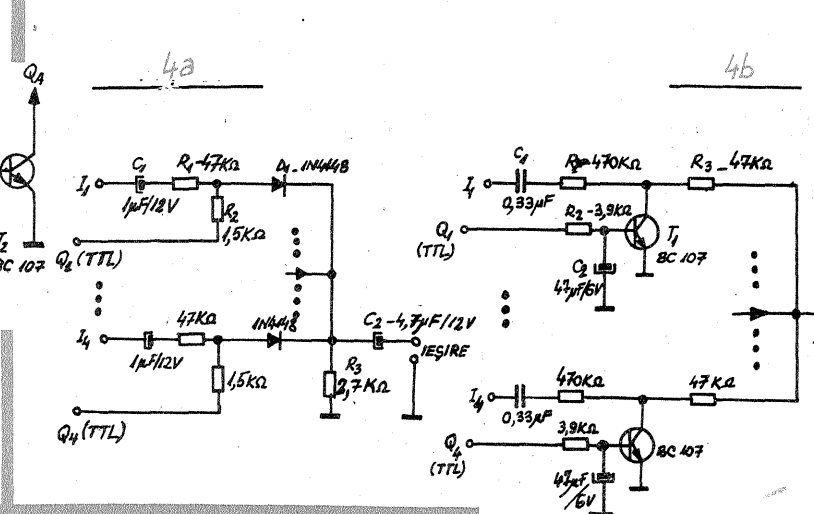 4a
4b
QA
T2
BC 107
I1
C1
1µF/12V
R1-47KΩ
D1-1N4148
R2
1,5KΩ
Q1 (TTL)
I4
1µF/12V
47KΩ
1N4148
C2-4,7µF/12V
1,5KΩ
IEȘIRE
R3
2,7KΩ
Q4 (TTL)
I1
C1
0,33µF
470KΩ
R3-47KΩ
Q1
(TTL)
R2-3,9KΩ
T1
BC 107
C2
47µF/6V
I4
0,33µF
470KΩ
47KΩ
Q4
(TTL)
3,9KΩ
BC 107
47µF
/6V